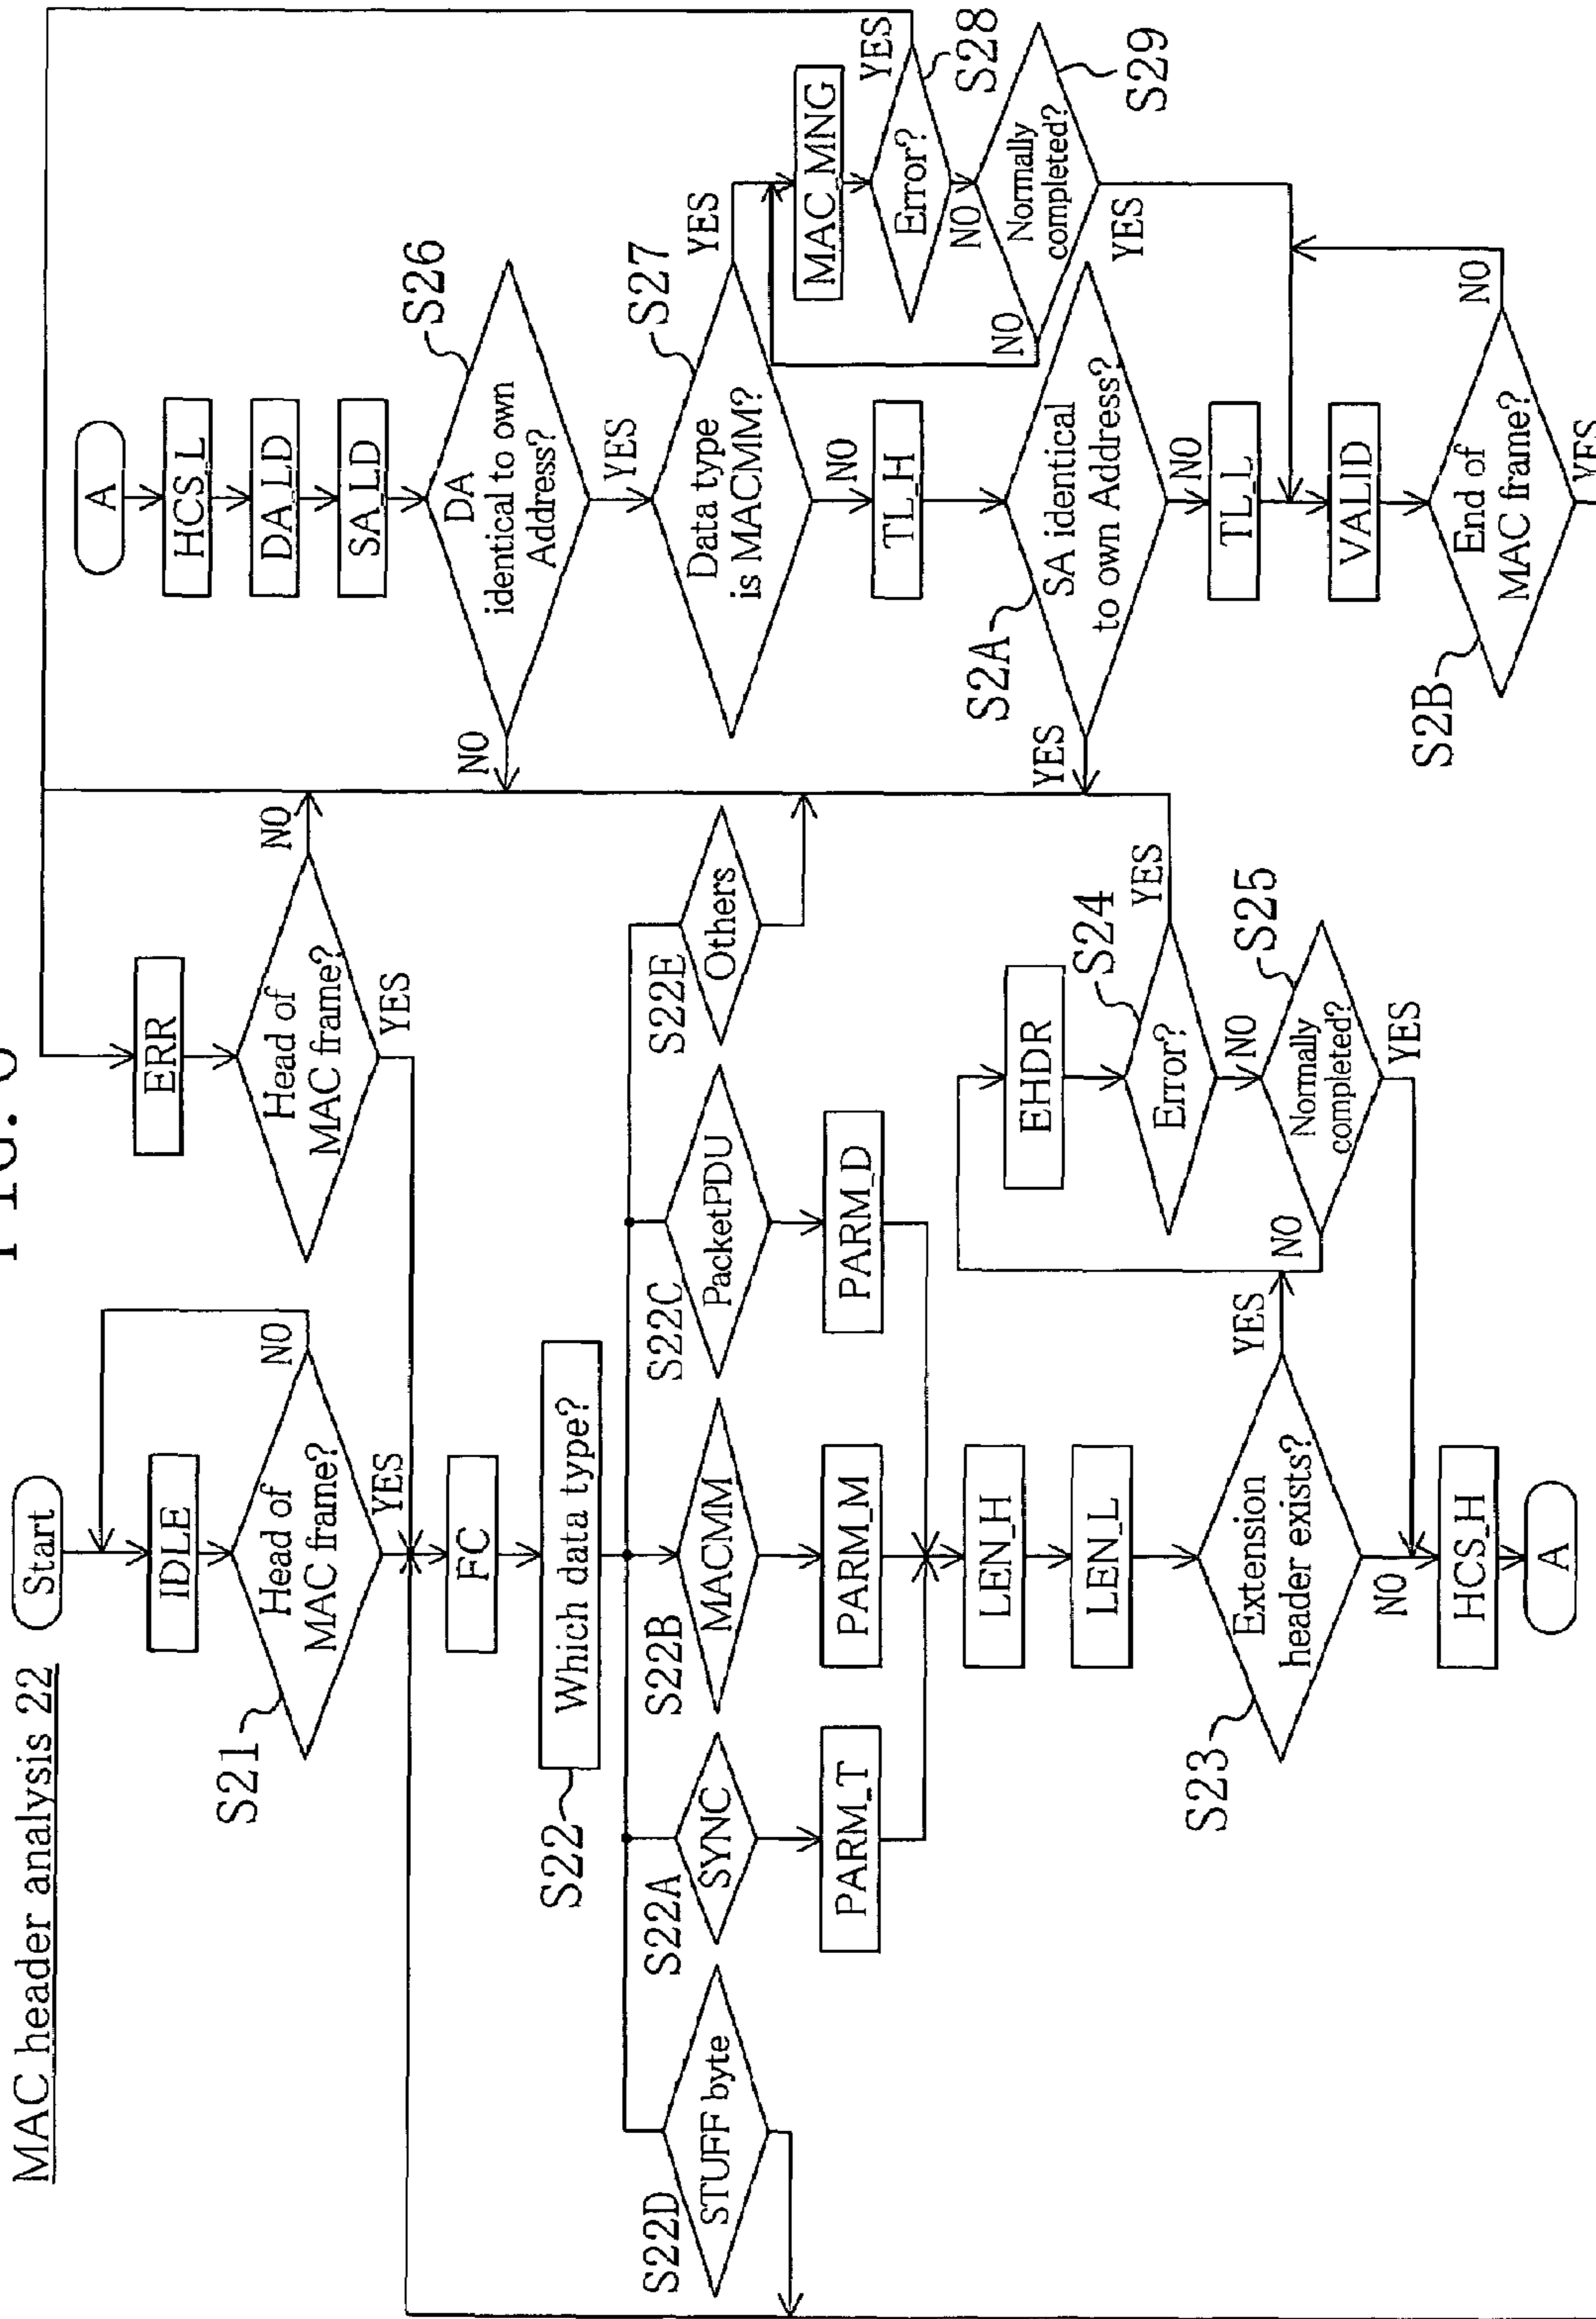 MAC header analysis 22
Start
IDLE
Head of
MAC frame?
NO
YES
S21
ERR
Head of
MAC frame?
NO
YES
FC
Which data type?
S22
S22D
STUFF byte
S22A
SYNC
S22B
MACMM
S22C
PacketPDU
S22E
Others
PARM_T
PARM_M
PARM_D
LEN_H
LEN_L
Extension
header exists?
S23
YES
NO
EHDR
Error?
S24
YES
NO
Normally
completed?
S25
NO
YES
HCS_H
A
A
HCS_L
DA_LD
SA_LD
DA
identical to own
Address?
S26
NO
YES
Data type
is MACMM?
S27
YES
NO
MAC_MNG
Error?
YES
S28
NO
Normally
completed?
S29
NO
YES
TL_H
SA identical
to own Address?
S2A
YES
NO
TL_L
VALID
End of
MAC frame?
S2B
NO
YES